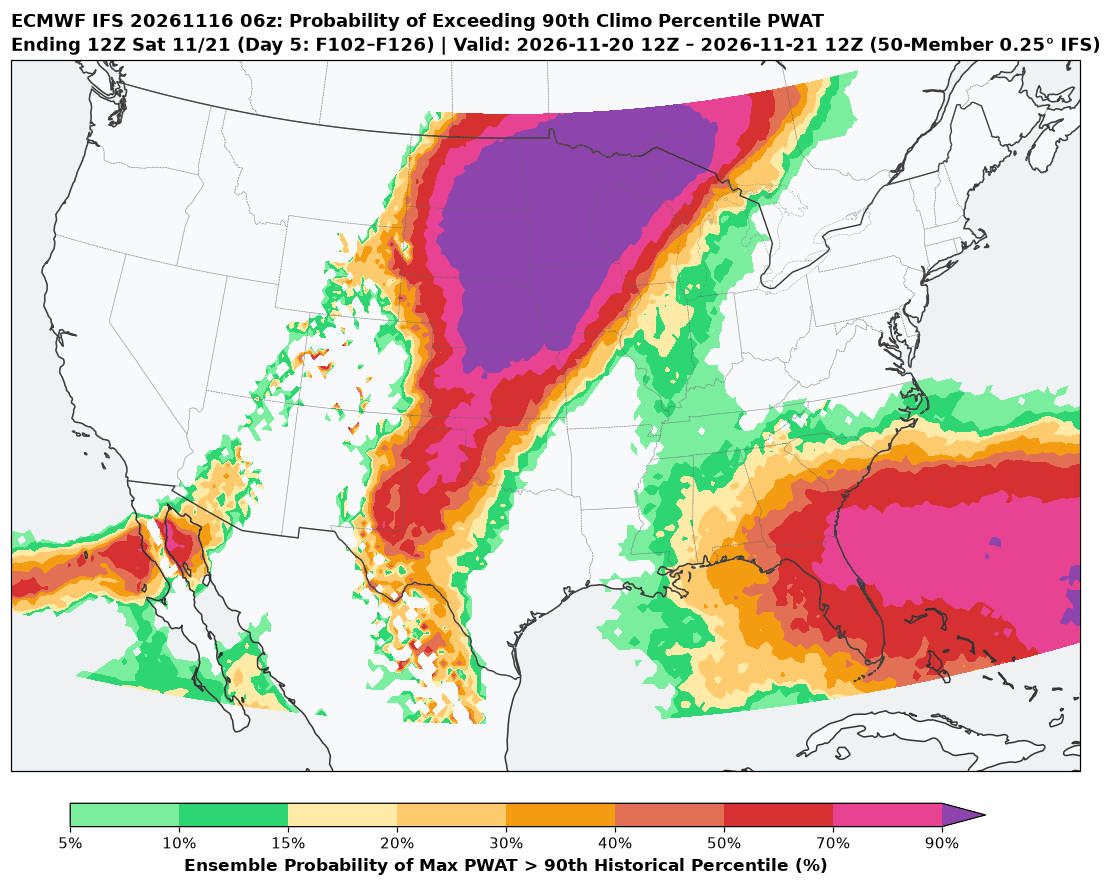 ECMWF IFS 20261116 06z: Probability of Exceeding 90th Climo Percentile PWAT
Ending 12Z Sat 11/21 (Day 5: F102–F126) | Valid: 2026-11-20 12Z – 2026-11-21 12Z (50-Member 0.25° IFS)
5% 10% 15% 20% 30% 40% 50% 70% 90%
Ensemble Probability of Max PWAT > 90th Historical Percentile (%)